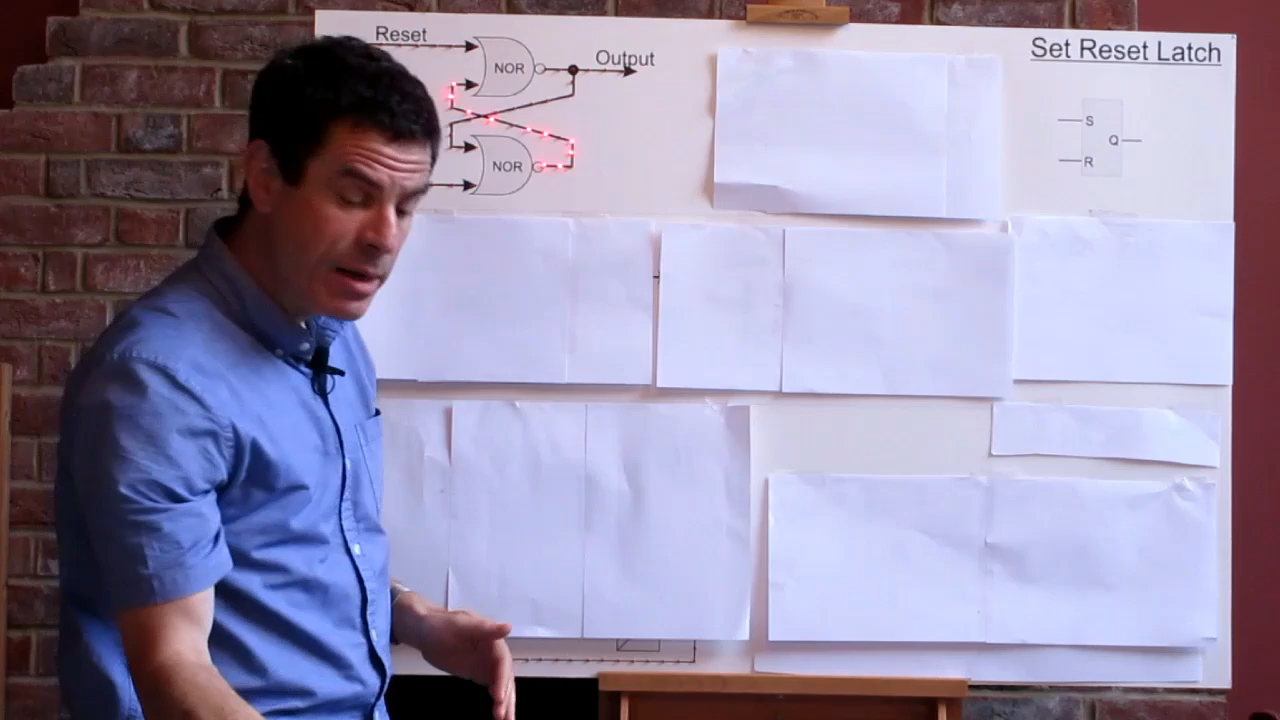 Reset
NOR
Output
NOR
Set Reset Latch
S
Q
R